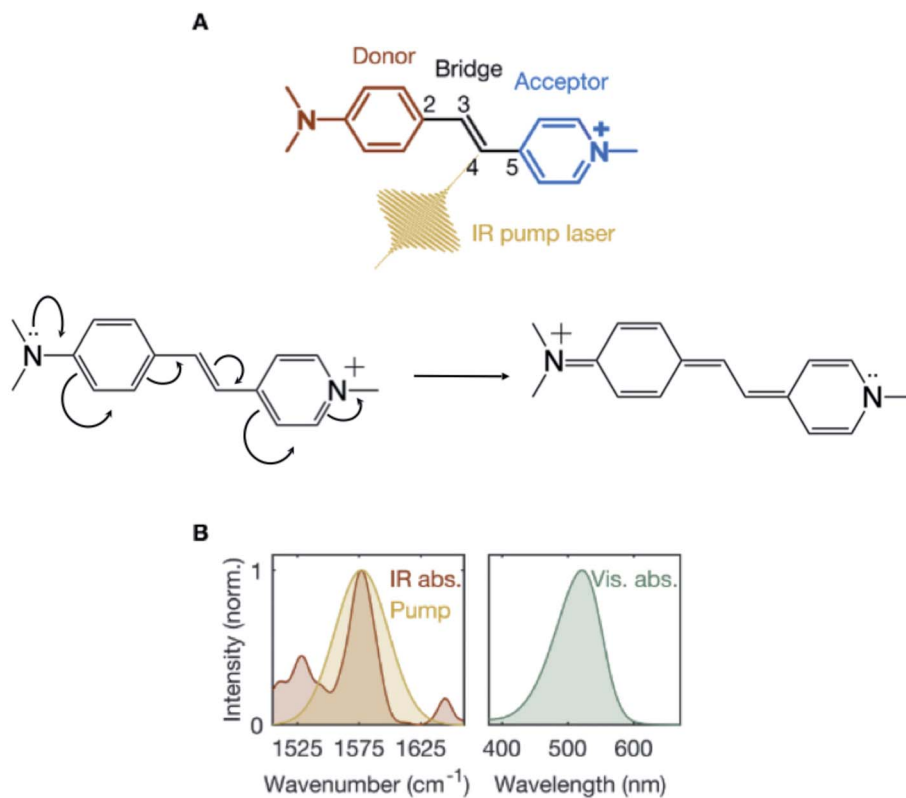 A
Donor
Bridge
Acceptor
2 3
N
+
N
4 5
IR pump laser
..
N
+
N
+
N
..
N
B
IR abs.
Pump
Vis. abs.
Intensity (norm.)
1
0
1525 1575 1625
400 500 600
Wavenumber (cm⁻¹)
Wavelength (nm)